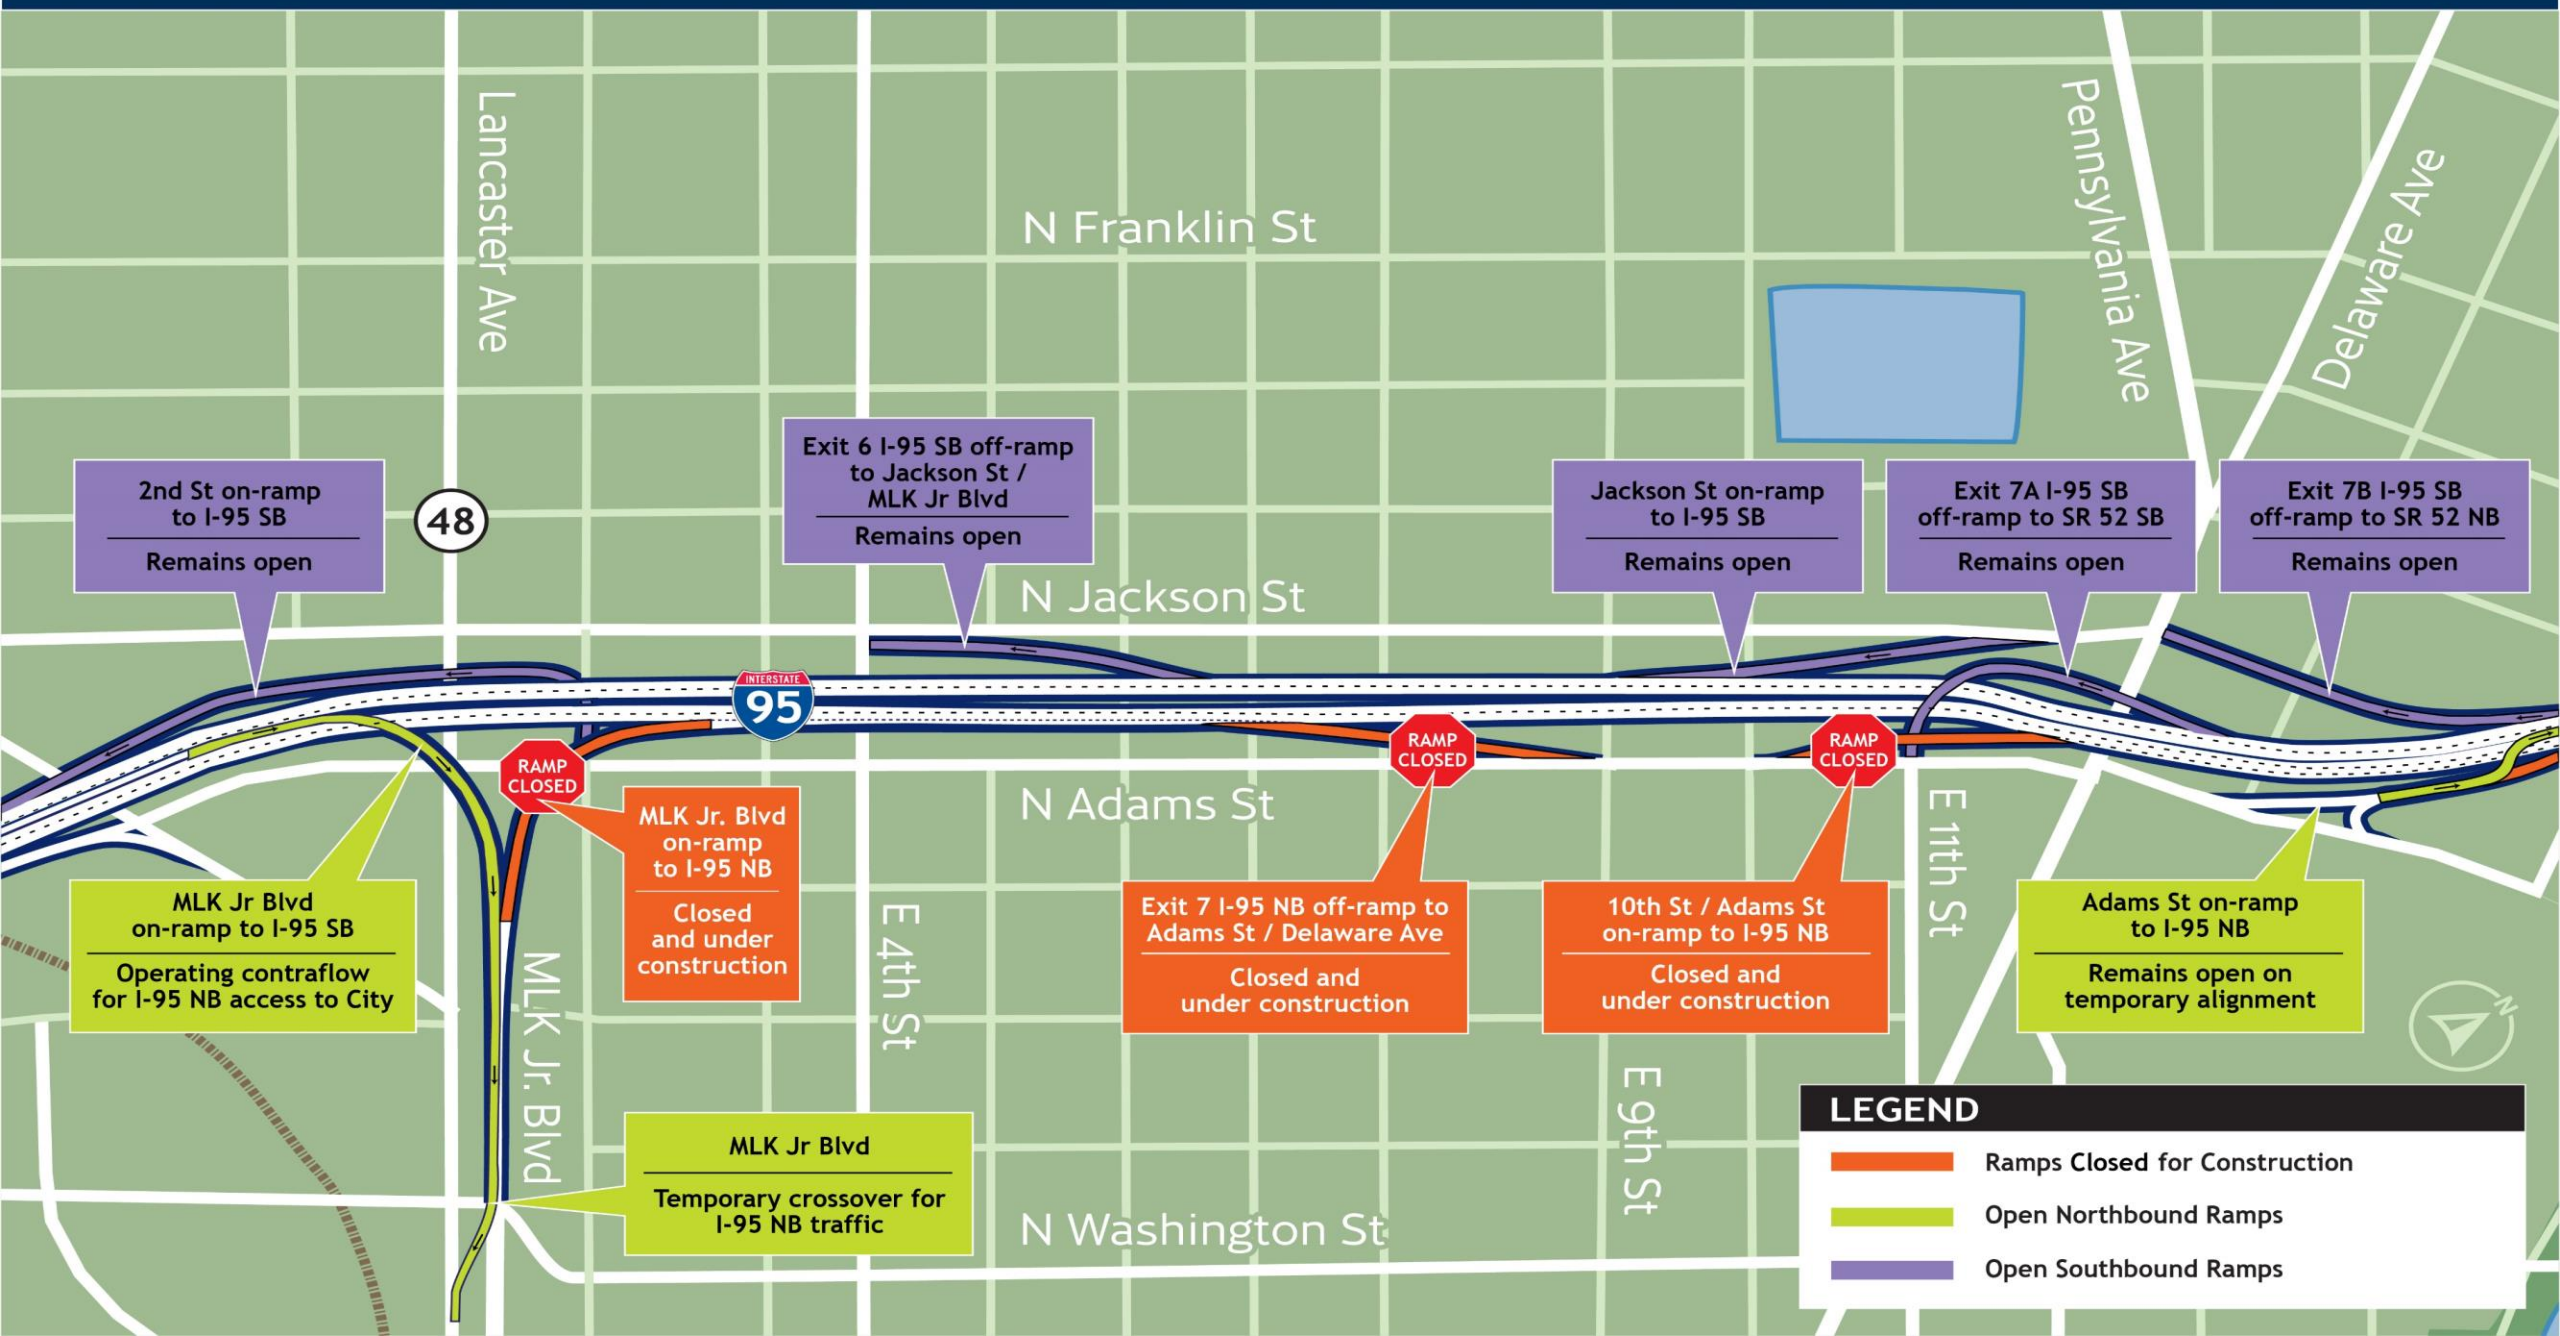 Lancaster Ave
Pennsylvania Ave
Delaware Ave
N Franklin St
2nd St on-ramp
to I-95 SB
Remains open
48
Exit 6 I-95 SB off-ramp
to Jackson St /
MLK Jr Blvd
Remains open
Jackson St on-ramp
to I-95 SB
Remains open
Exit 7A I-95 SB
off-ramp to SR 52 SB
Remains open
Exit 7B I-95 SB
off-ramp to SR 52 NB
Remains open
N Jackson St
INTERSTATE
95
RAMP
CLOSED
RAMP
CLOSED
RAMP
CLOSED
N Adams St
MLK Jr. Blvd
on-ramp
to I-95 NB
Closed
and under
construction
E 11th St
MLK Jr Blvd
on-ramp to I-95 SB
Operating contraflow
for I-95 NB access to City
Exit 7 I-95 NB off-ramp to
Adams St / Delaware Ave
Closed and
under construction
10th St / Adams St
on-ramp to I-95 NB
Closed and
under construction
Adams St on-ramp
to I-95 NB
Remains open on
temporary alignment
MLK Jr. Blvd
E 4th St
E 9th St
N
MLK Jr Blvd
Temporary crossover for
I-95 NB traffic
N Washington St
LEGEND
Ramps Closed for Construction
Open Northbound Ramps
Open Southbound Ramps